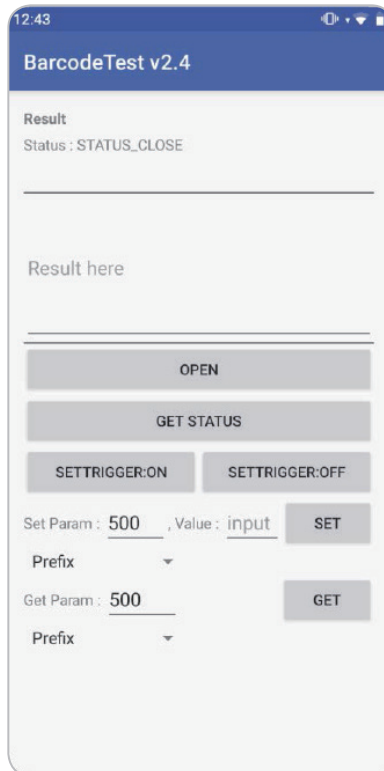 12:43
BarcodeTest v2.4
Result
Status : STATUS_CLOSE
Result here
OPEN
GET STATUS
SETTRIGGER:ON SETTRIGGER:OFF
Set Param : 500 , Value : input SET
Prefix
Get Param : 500 GET
Prefix